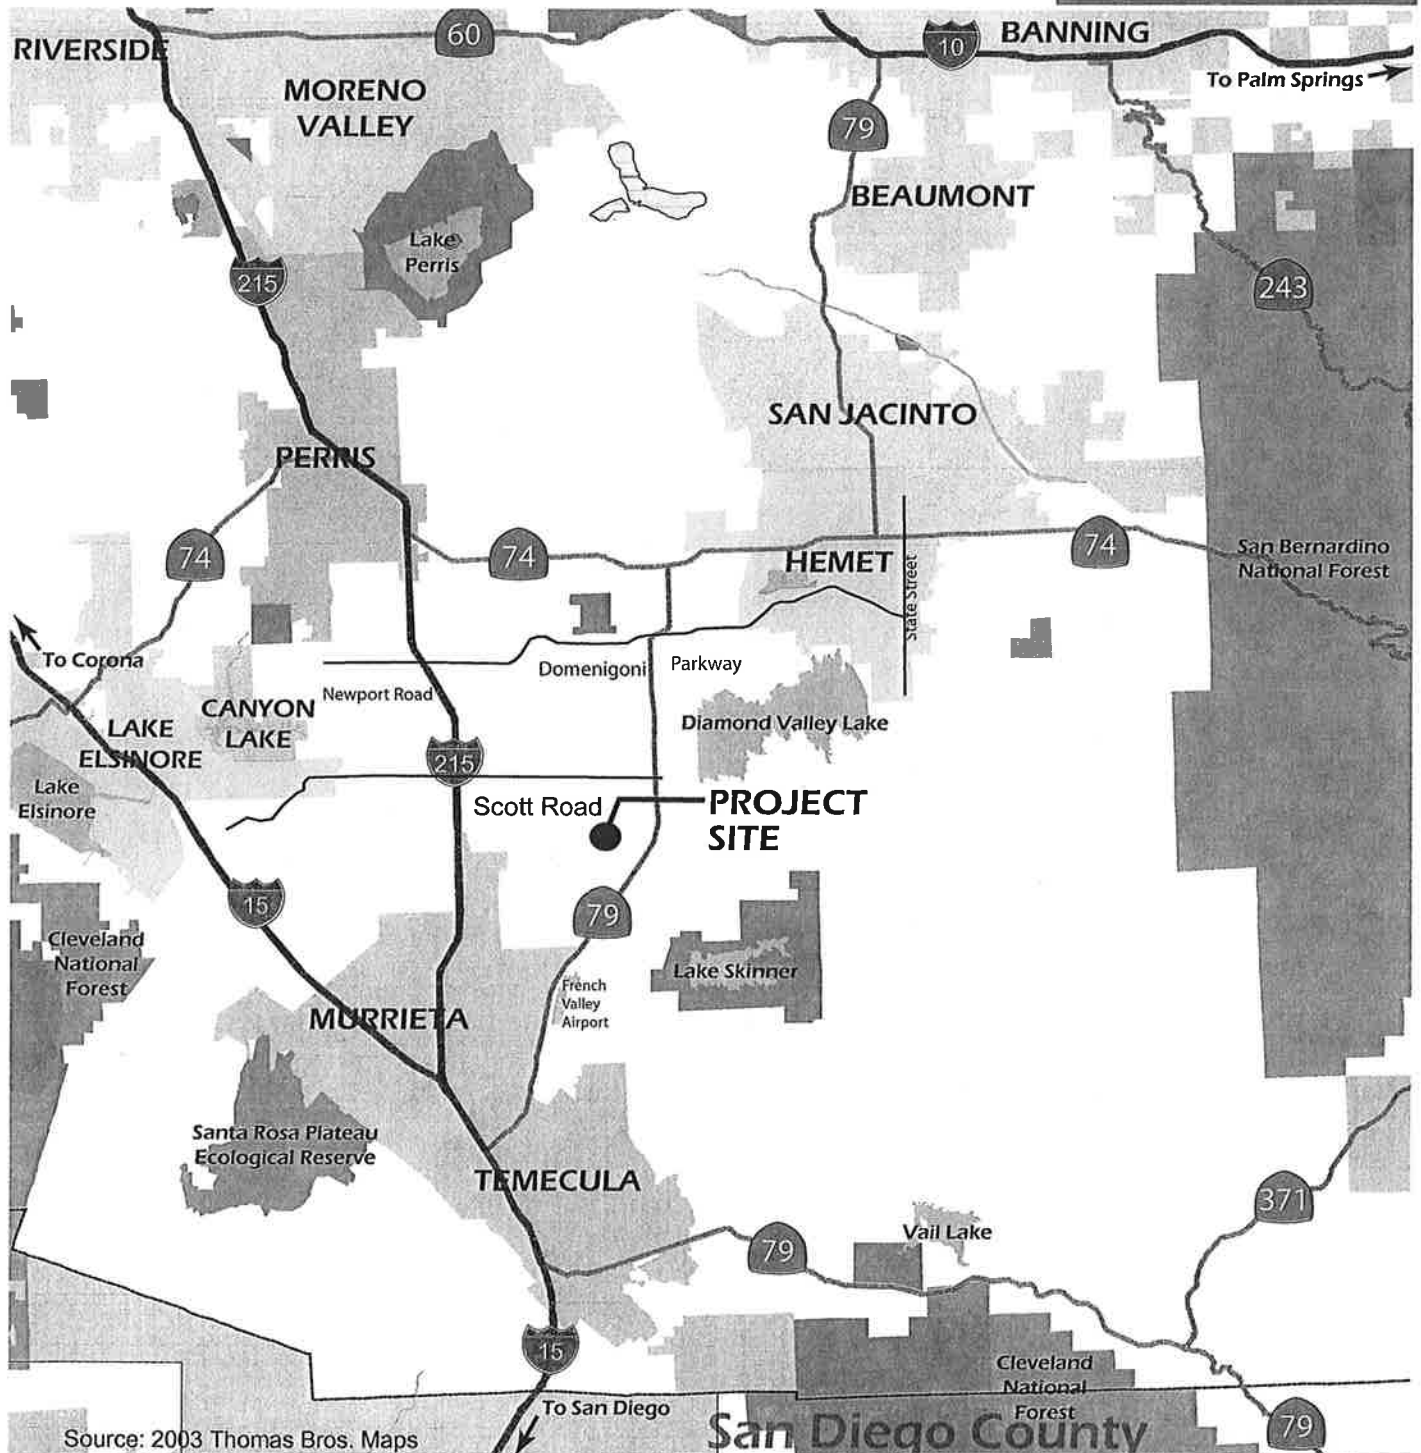 60
10
BANNING
RIVERSIDE
To Palm Springs
MORENO
VALLEY
79
BEAUMONT
Lake
Perris
215
243
SAN JACINTO
PERRIS
74
74
74
HEMET
State Street
San Bernardino
National Forest
To Corona
Domenigoni
Parkway
Newport Road
CANYON
LAKE
LAKE
ELSINORE
Diamond Valley Lake
215
Lake
Elsinore
Scott Road
PROJECT
SITE
15
79
Cleveland
National
Forest
Lake Skinner
French
Valley
Airport
MURRIETA
Santa Rosa Plateau
Ecological Reserve
TEMECULA
371
Vail Lake
79
15
Cleveland
National
Forest
To San Diego
San Diego County
79
Source: 2003 Thomas Bros. Maps